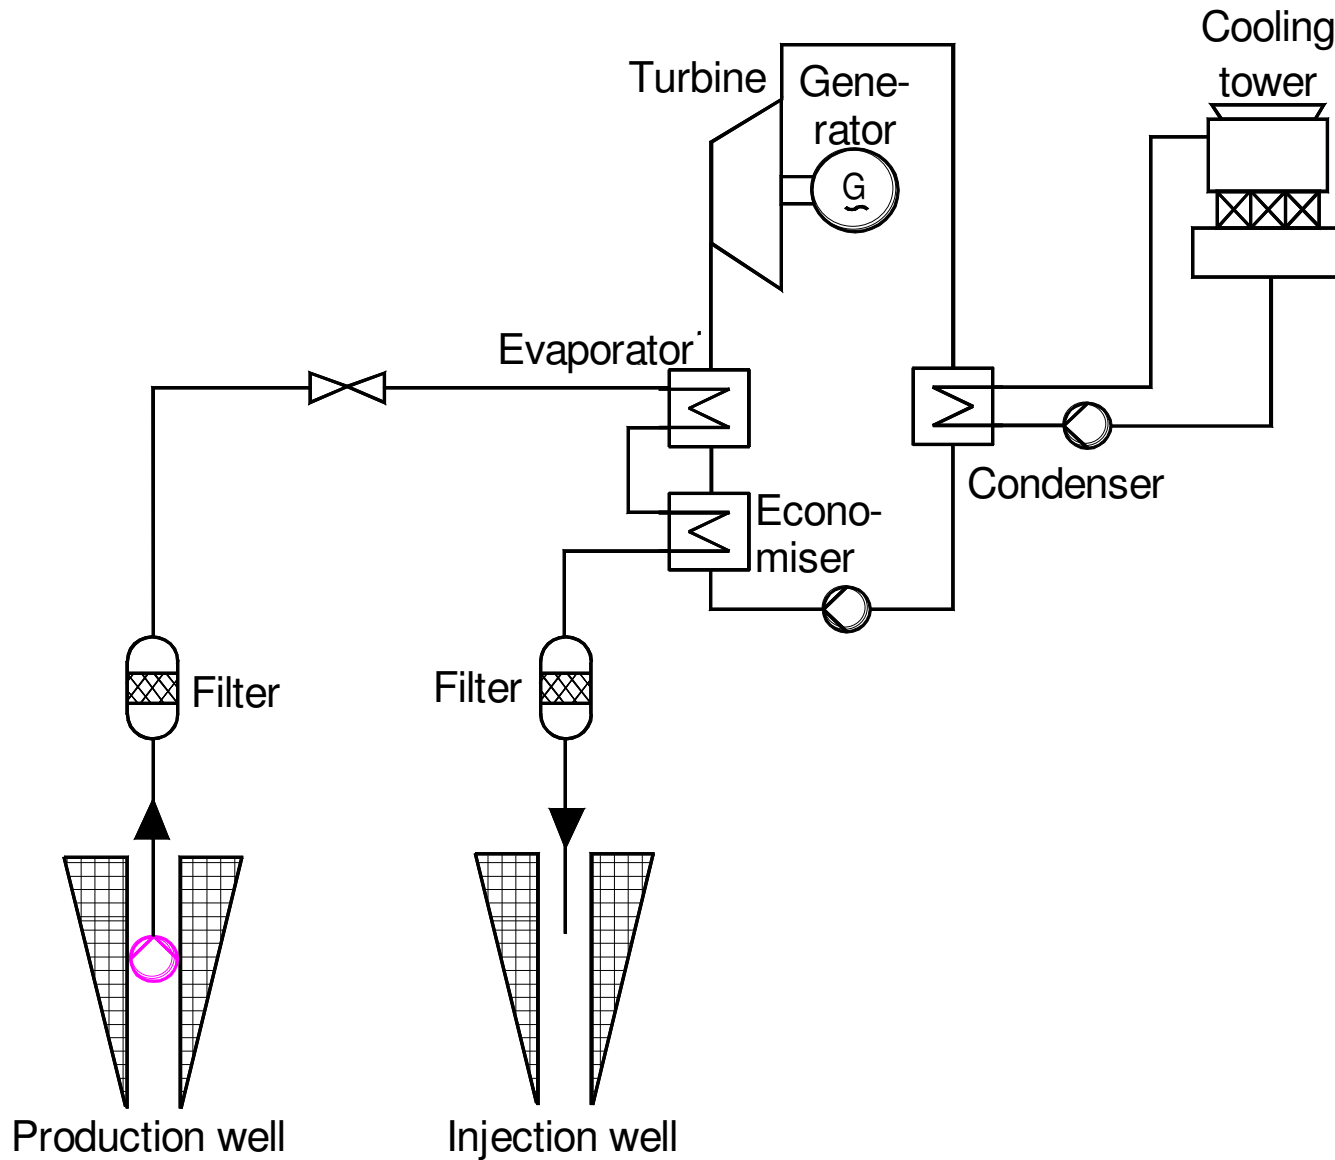 Cooling
tower
Turbine
Gene-
rator
G
Evaporator
Condenser
Econo-
miser
Filter
Filter
Production well
Injection well